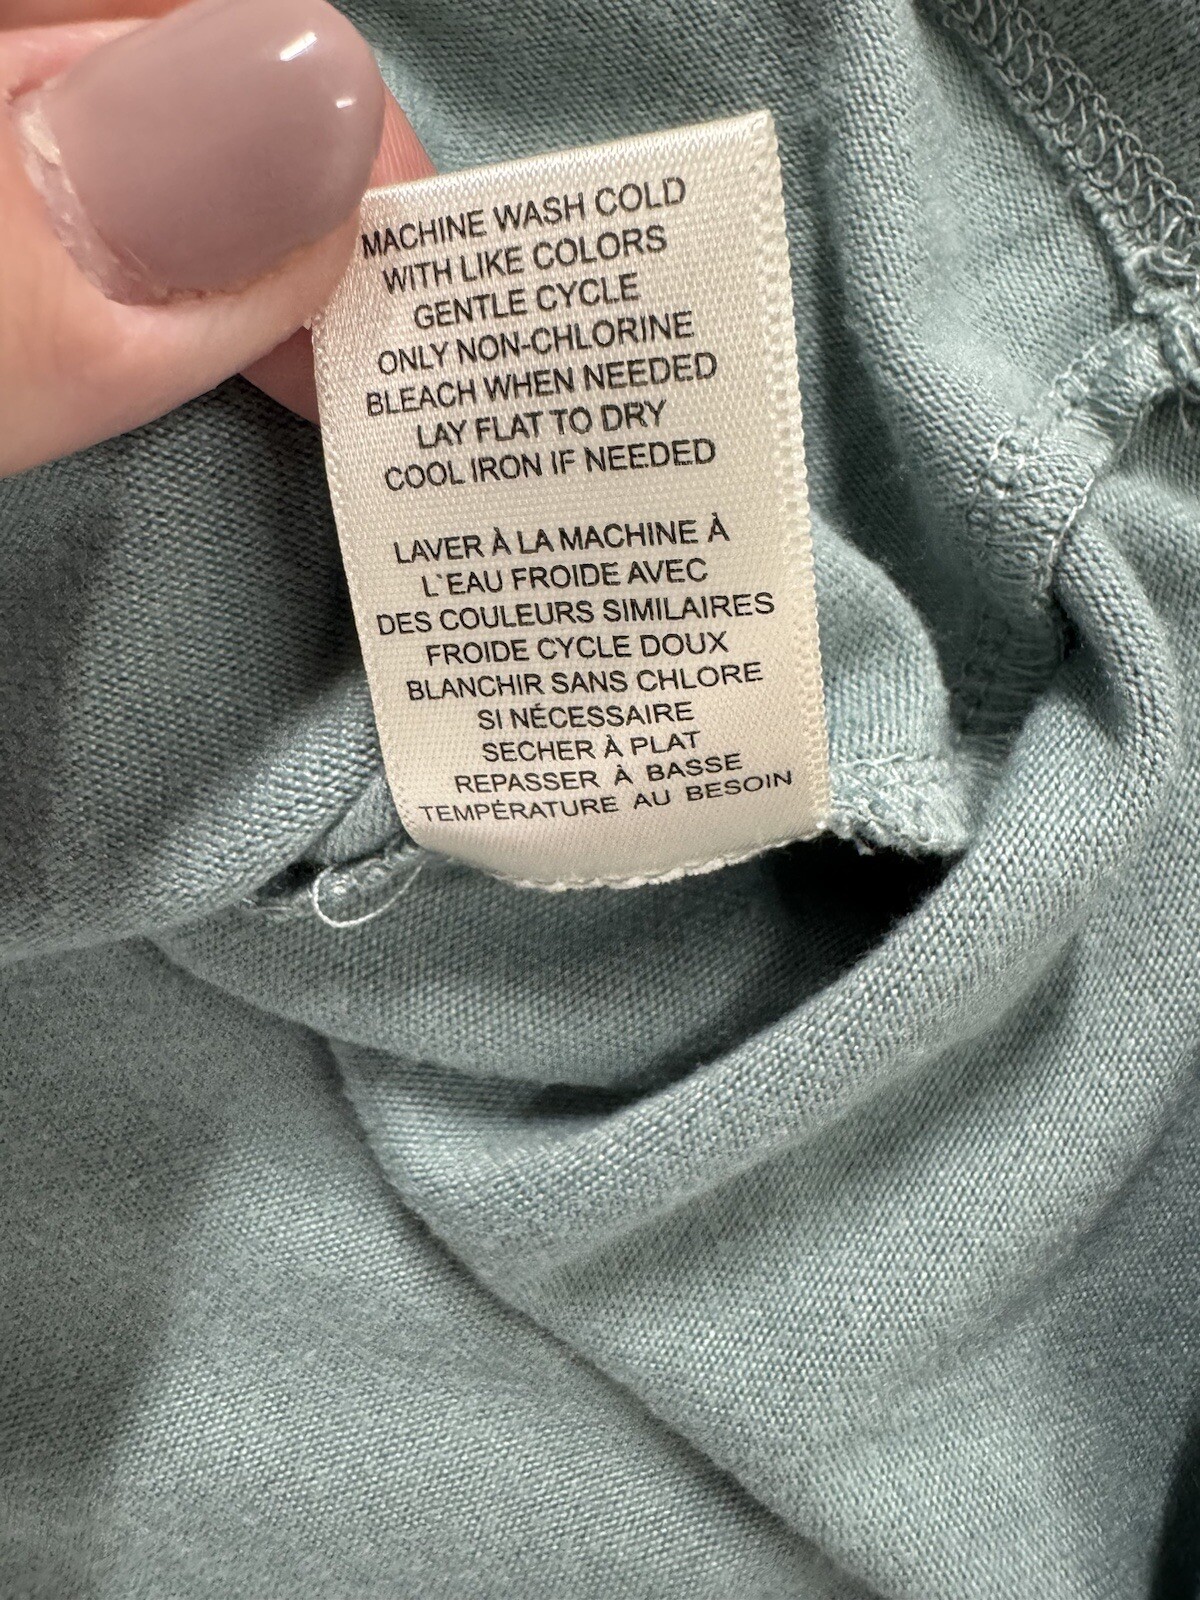 MACHINE WASH COLD
WITH LIKE COLORS
GENTLE CYCLE
ONLY NON-CHLORINE
BLEACH WHEN NEEDED
LAY FLAT TO DRY
COOL IRON IF NEEDED
LAVER À LA MACHINE À
L`EAU FROIDE AVEC
DES COULEURS SIMILAIRES
FROIDE CYCLE DOUX
BLANCHIR SANS CHLORE
SI NÉCESSAIRE
SECHER À PLAT
REPASSER À BASSE
TEMPÉRATURE AU BESOIN